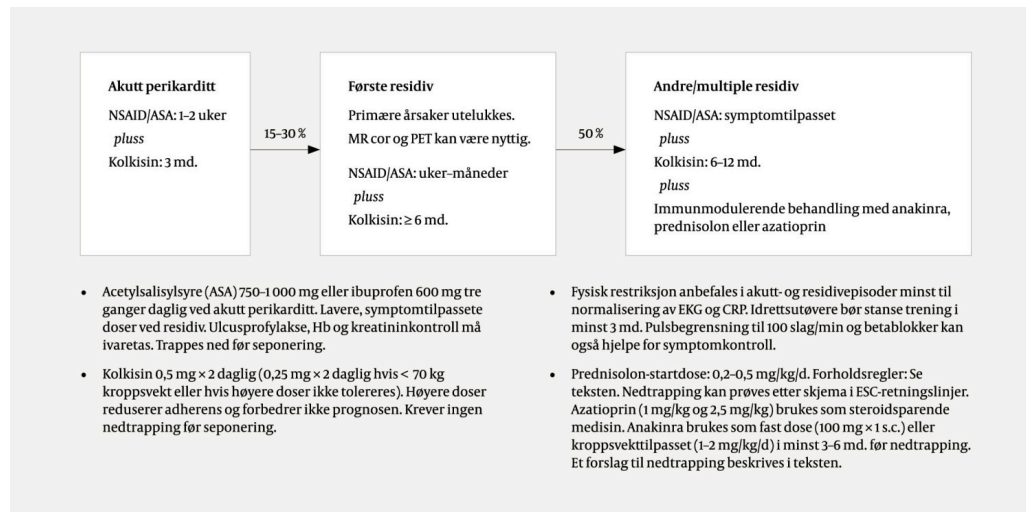 Akutt perikarditt
NSAID/ASA: 1–2 uker
pluss
Kolkisin: 3 md.
15–30 %
Første residiv
Primære årsaker utelukkes.
MR cor og PET kan være nyttig.
NSAID/ASA: uker–måneder
pluss
Kolkisin: ≥ 6 md.
50 %
Andre/multiple residiv
NSAID/ASA: symptomtilpasset
pluss
Kolkisin: 6–12 md.
pluss
Immunmodulerende behandling med anakinra,
prednisolon eller azatioprin
• Acetylsalisylsyre (ASA) 750–1 000 mg eller ibuprofen 600 mg tre
ganger daglig ved akutt perikarditt. Lavere, symptomtilpassete
doser ved residiv. Ulcusprofylakse, Hb og kreatininkontroll må
ivaretas. Trappes ned før seponering.
• Kolkisin 0,5 mg × 2 daglig (0,25 mg × 2 daglig hvis < 70 kg
kroppsvekt eller hvis høyere doser ikke tolereres). Høyere doser
reduserer adherens og forbedrer ikke prognosen. Krever ingen
nedtrapping før seponering.
• Fysisk restriksjon anbefales i akutt- og residivepisoder minst til
normalisering av EKG og CRP. Idrettsutøvere bør stanse trening i
minst 3 md. Pulsbegrensning til 100 slag/min og betablokker kan
også hjelpe for symptomkontroll.
• Prednisolon-startdose: 0,2–0,5 mg/kg/d. Forholdsregler: Se
teksten. Nedtrapping kan prøves etter skjema i ESC-retningslinjer.
Azatioprin (1 mg/kg og 2,5 mg/kg) brukes som steroidsparende
medisin. Anakinra brukes som fast dose (100 mg × 1 s.c.) eller
kroppsvekttilpasset (1–2 mg/kg/d) i minst 3–6 md. før nedtrapping.
Et forslag til nedtrapping beskrives i teksten.